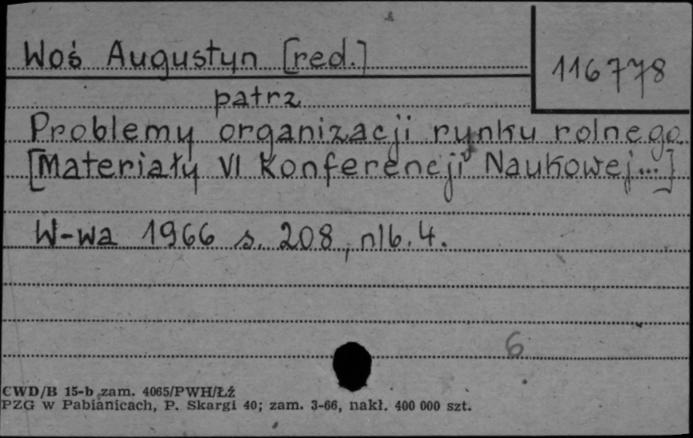 Woś Augustyn [red.]
116778
patrz
Problemy organizacji rynku rolnego.
[Materiały VI Konferencji Naukowej...]
W-wa 1966 s. 208, nlb. 4.
6
CWD/B 15-b zam. 4065/PWH/Łź
PZG w Pabianicach, P. Skargi 40; zam. 3-66, nakł. 400 000 szt.